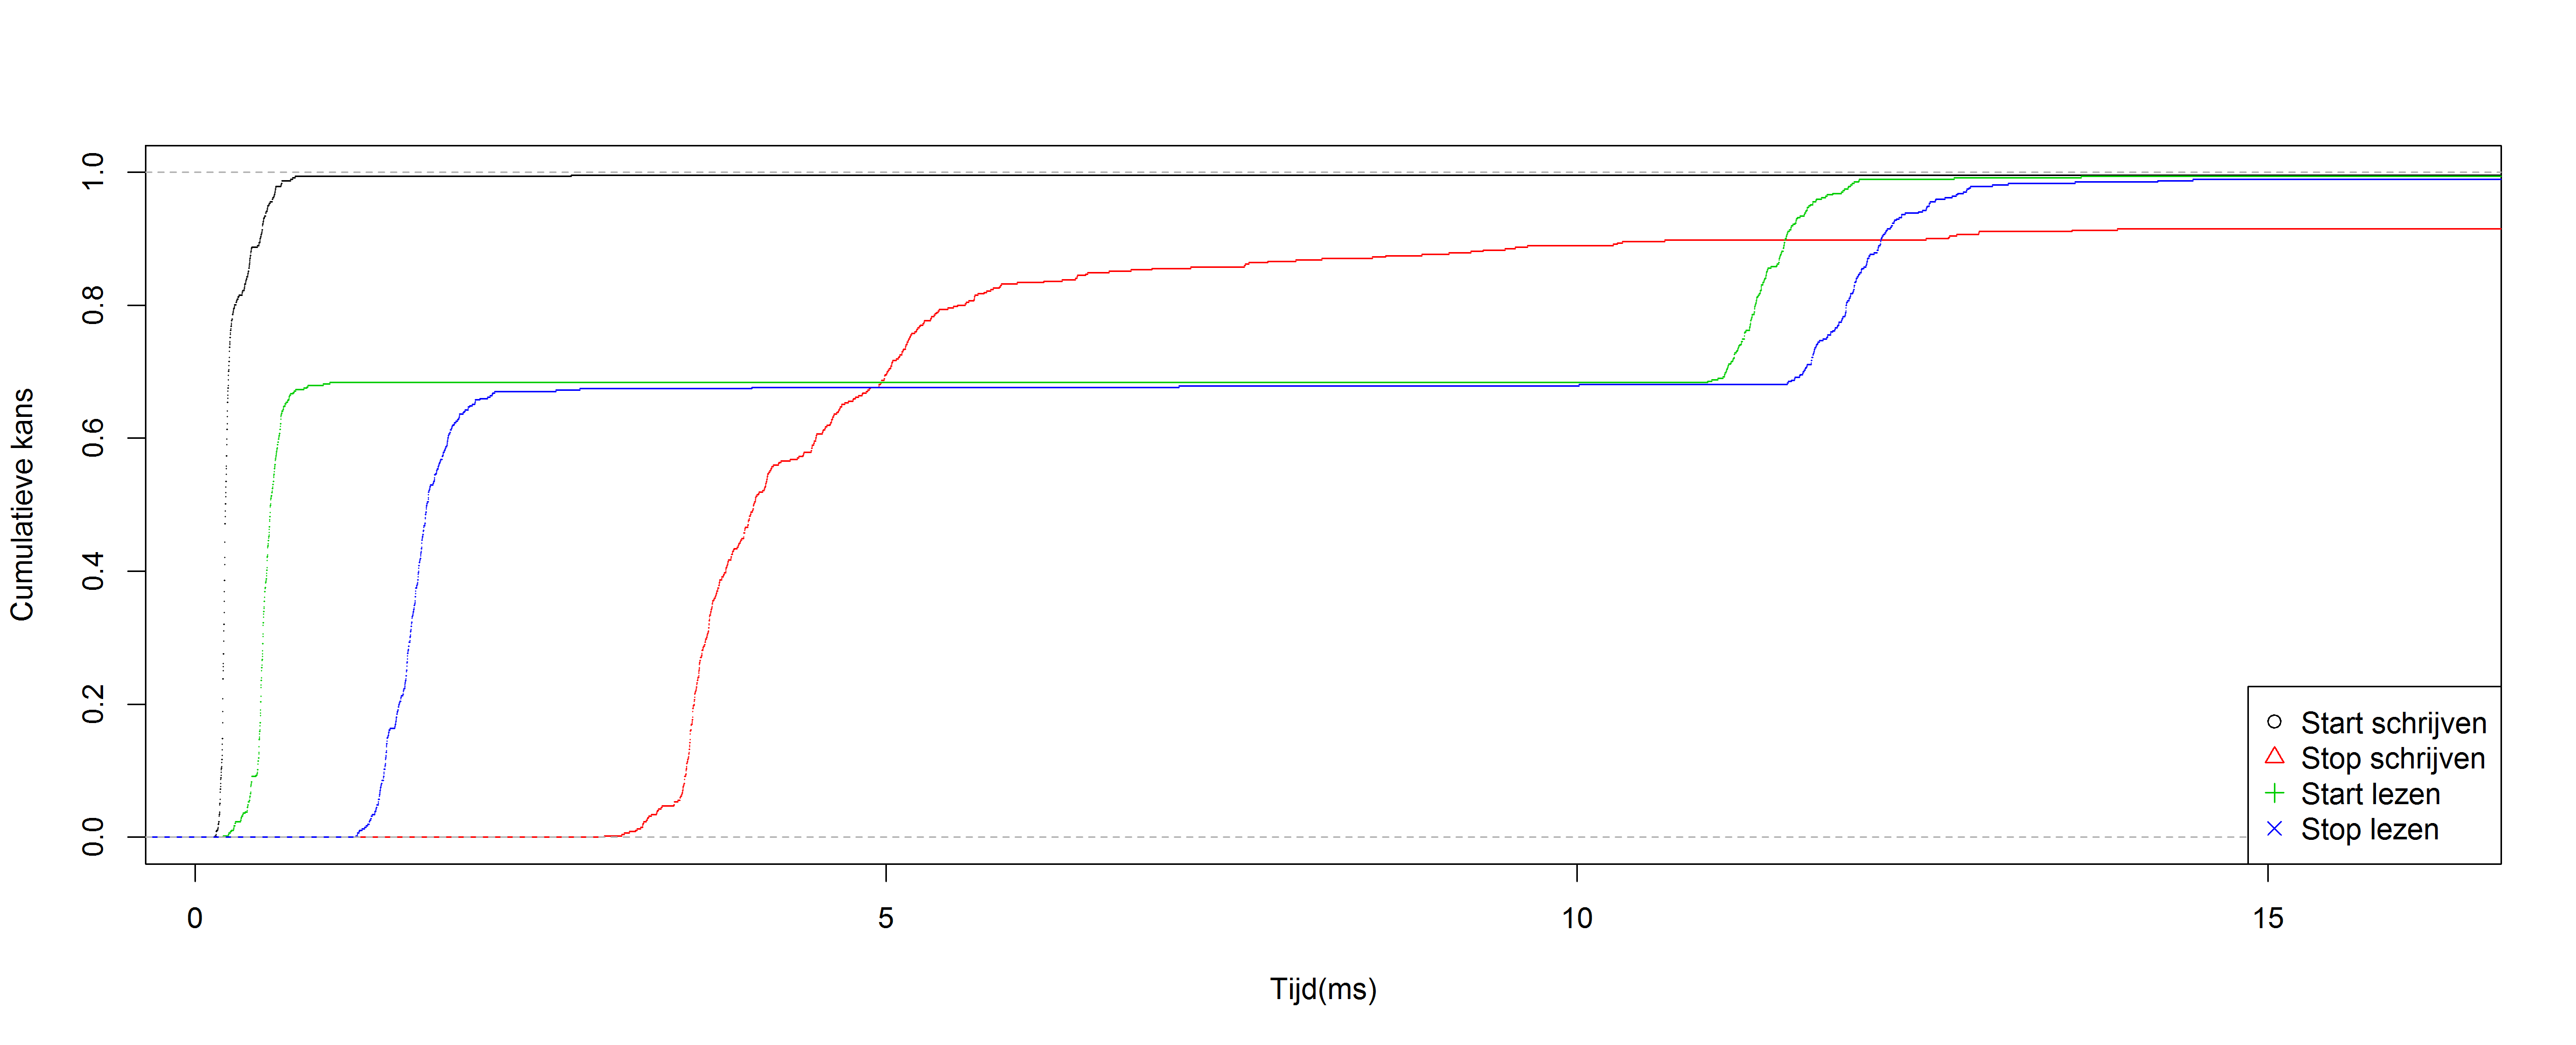 Cumulatieve kans
1.0
0.8
0.6
0.4
0.2
0.0
Start schrijven
Stop schrijven
Start lezen
Stop lezen
0 5 10 15
Tijd(ms)